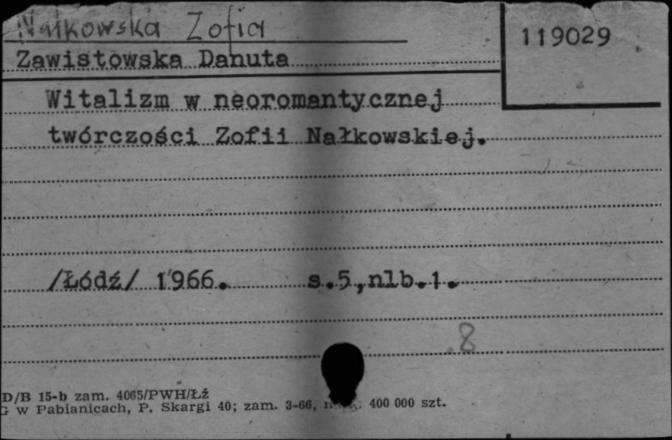 Nałkowska Zofia
119029
Zawistowska Danuta
Witalizm w neoromantycznej
twórczości Zofii Nałkowskiej.
/Łódź/ 1966. s.5,nlb.1.
8
D/B 15-b zam. 4065/PWH/Łź
G w Pabianicach, P. Skargi 40; zam. 3-66, 400 000 szt.